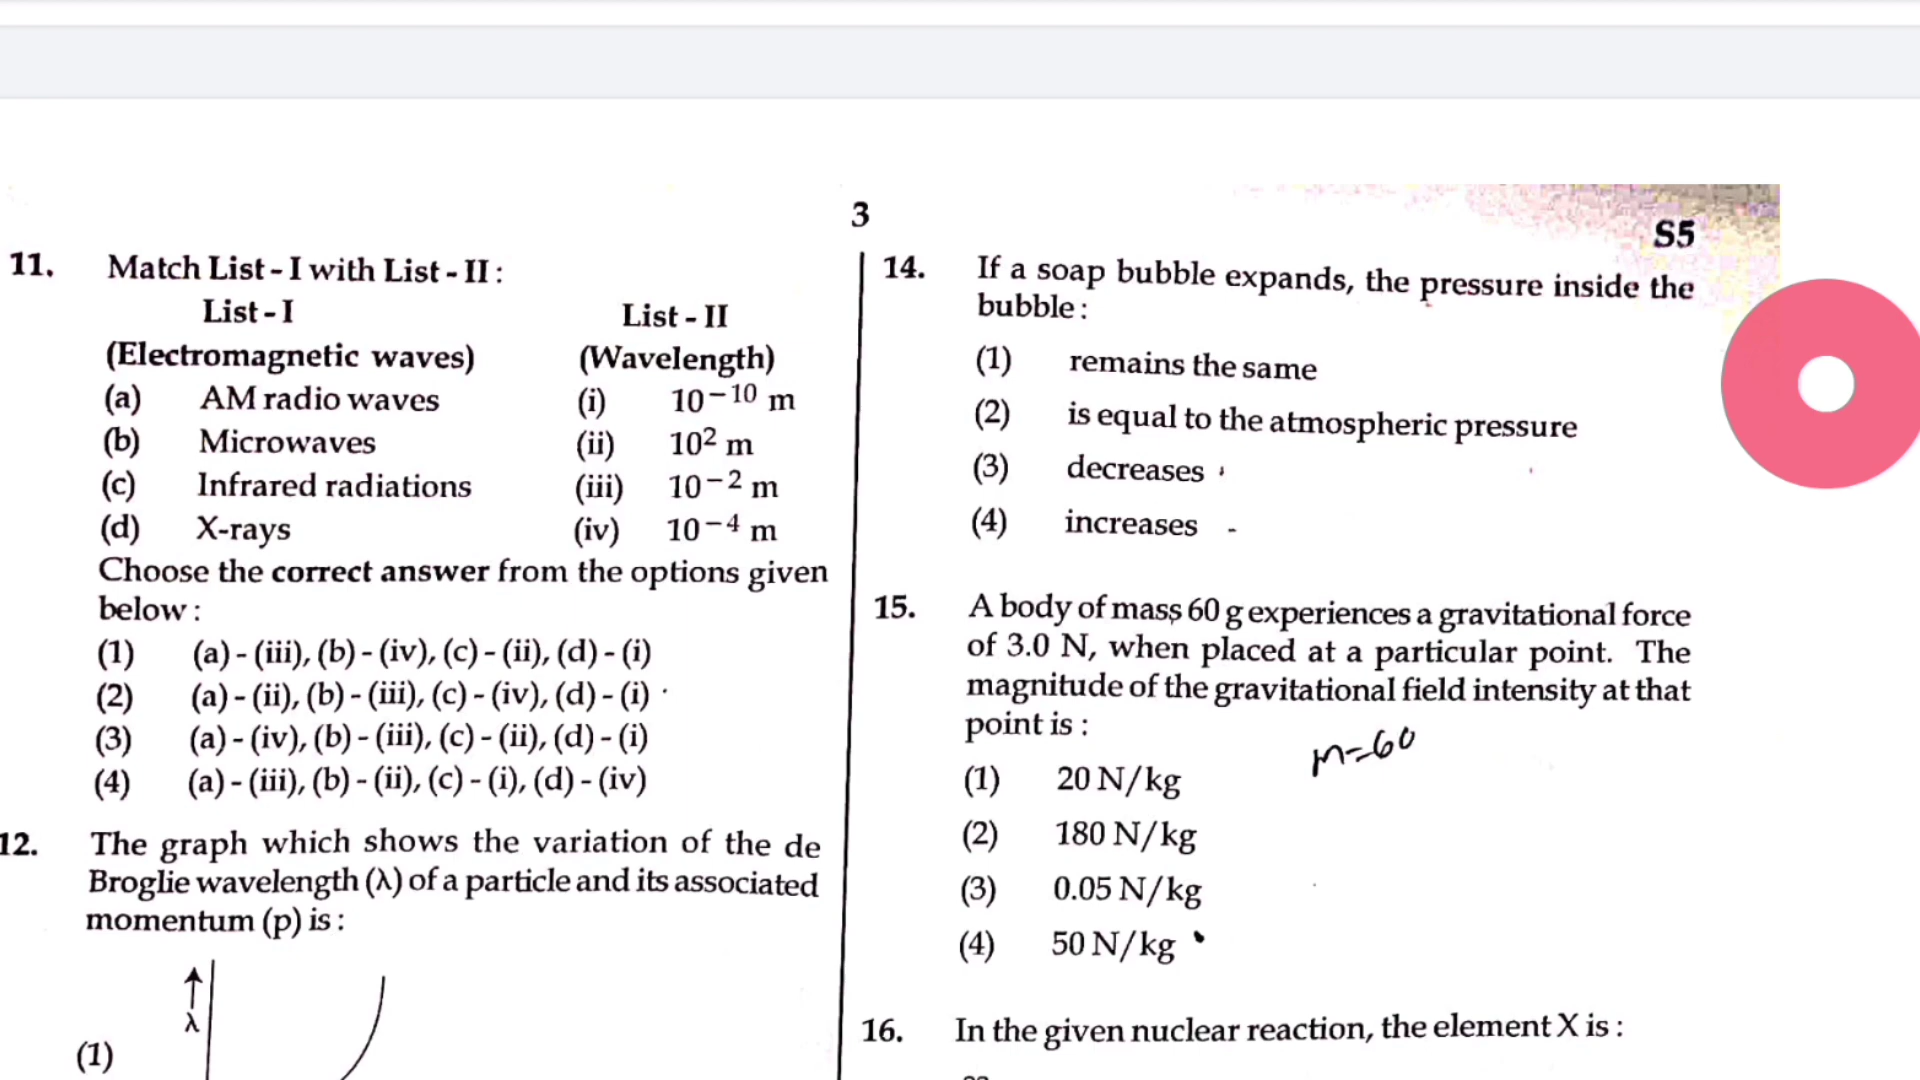 3
S5
11. Match List - I with List - II :
List - I List - II
(Electromagnetic waves) (Wavelength)
(a) AM radio waves (i) 10⁻¹⁰ m
(b) Microwaves (ii) 10² m
(c) Infrared radiations (iii) 10⁻² m
(d) X-rays (iv) 10⁻⁴ m
Choose the correct answer from the options given
below :
(1) (a) - (iii), (b) - (iv), (c) - (ii), (d) - (i)
(2) (a) - (ii), (b) - (iii), (c) - (iv), (d) - (i)
(3) (a) - (iv), (b) - (iii), (c) - (ii), (d) - (i)
(4) (a) - (iii), (b) - (ii), (c) - (i), (d) - (iv)
12. The graph which shows the variation of the de
Broglie wavelength (λ) of a particle and its associated
momentum (p) is :
λ
(1)
14. If a soap bubble expands, the pressure inside the
bubble :
(1) remains the same
(2) is equal to the atmospheric pressure
(3) decreases
(4) increases
15. A body of mass 60 g experiences a gravitational force
of 3.0 N, when placed at a particular point. The
magnitude of the gravitational field intensity at that
point is :
m=60
(1) 20 N/kg
(2) 180 N/kg
(3) 0.05 N/kg
(4) 50 N/kg
16. In the given nuclear reaction, the element X is :